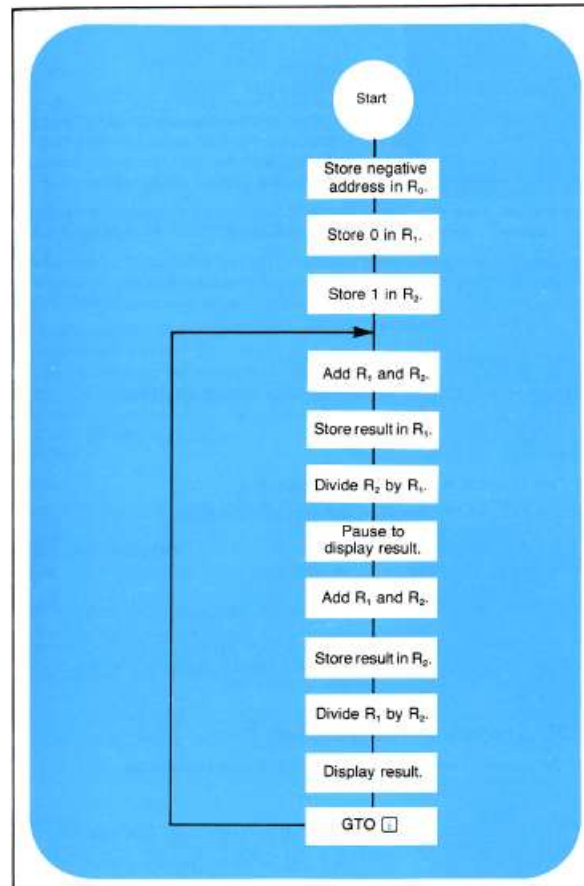 Start
Store negative
address in R₀.
Store 0 in R₁.
Store 1 in R₂.
Add R₁ and R₂.
Store result in R₁.
Divide R₂ by R₁.
Pause to
display result.
Add R₁ and R₂.
Store result in R₂.
Divide R₁ by R₂.
Display result.
GTO i